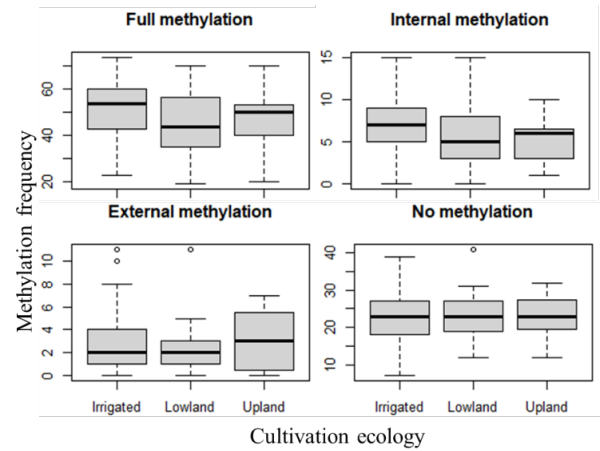 Full methylation
Internal methylation
60
40
20
15
10
5
0
External methylation
No methylation
10
8
6
4
2
0
40
30
20
10
Methylation frequency
Irrigated Lowland Upland
Irrigated Lowland Upland
Cultivation ecology